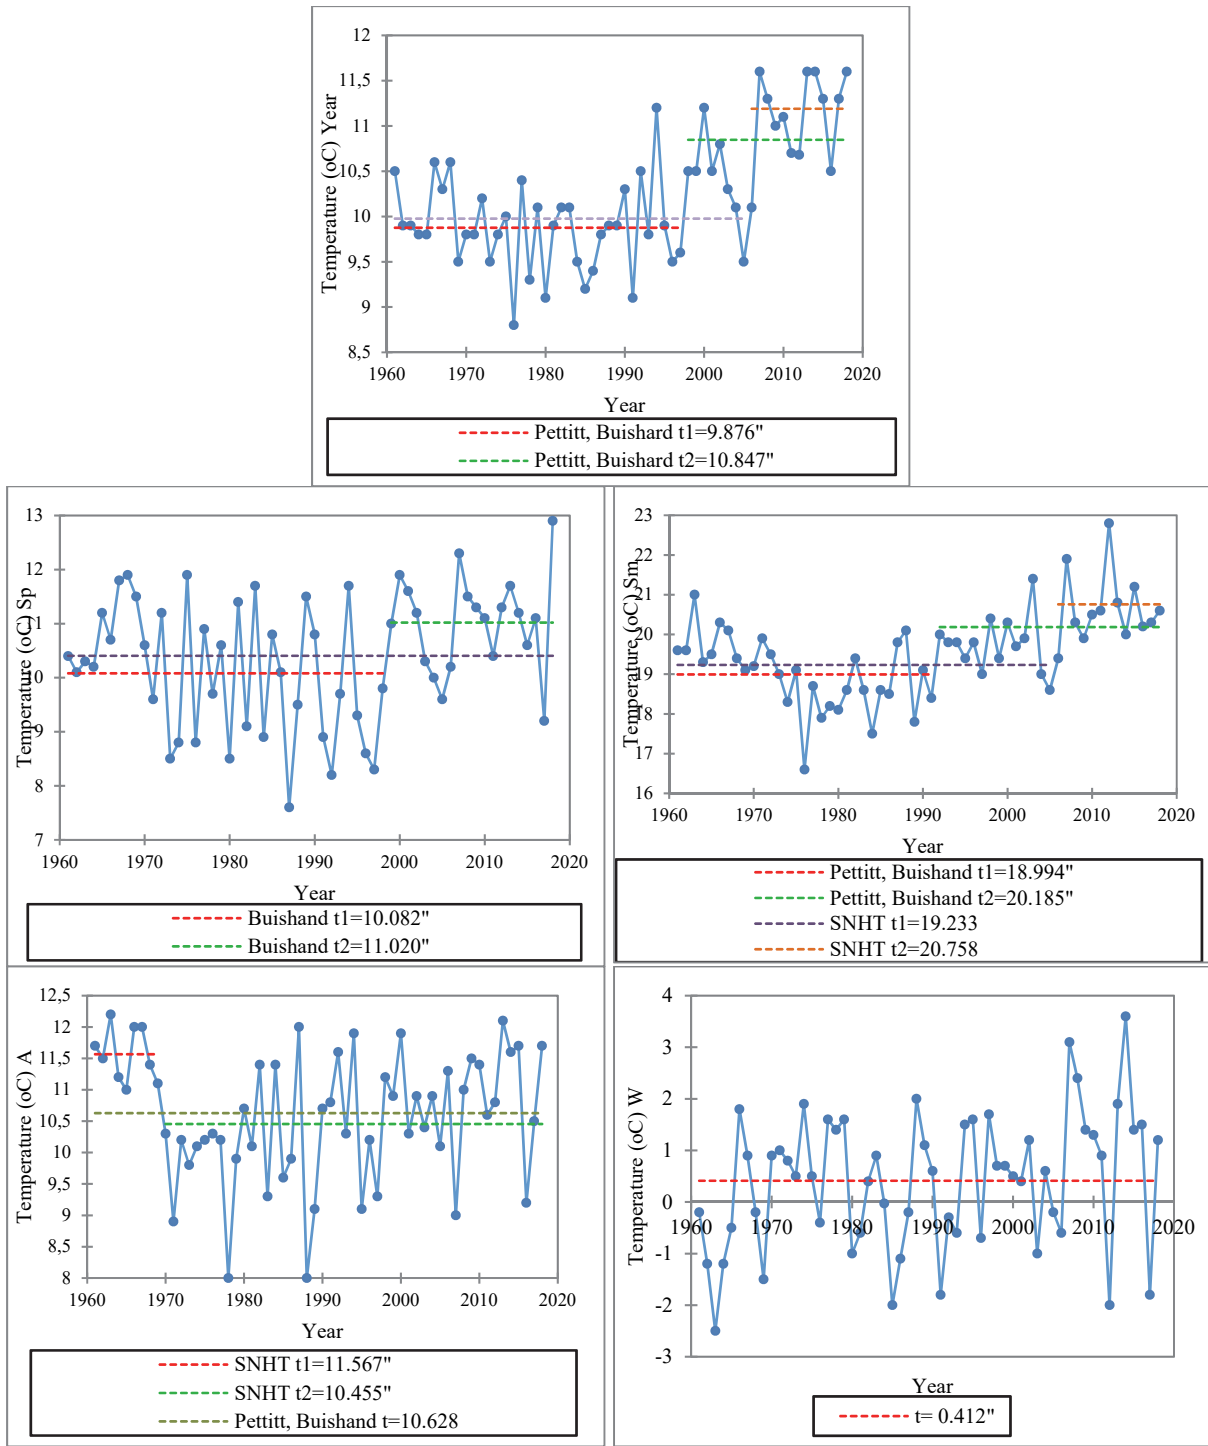 12
11,5
11
10,5
10
9,5
9
8,5
Temperature (oC) Year
1960 1970 1980 1990 2000 2010 2020
Year
Pettitt, Buishard t1=9.876"
Pettitt, Buishard t2=10.847"
13
12
11
10
9
8
7
Temperature (oC) Sp
1960 1970 1980 1990 2000 2010 2020
Year
Buishand t1=10.082"
Buishand t2=11.020"
23
22
21
20
19
18
17
16
Temperature (oC) Sm
1960 1970 1980 1990 2000 2010 2020
Year
Pettitt, Buishand t1=18.994"
Pettitt, Buishand t2=20.185"
SNHT t1=19.233
SNHT t2=20.758
12,5
12
11,5
11
10,5
10
9,5
9
8,5
8
Temperature (oC) A
1960 1970 1980 1990 2000 2010 2020
Year
SNHT t1=11.567"
SNHT t2=10.455"
Pettitt, Buishand t=10.628
4
3
2
1
0
-1
-2
-3
Temperature (oC) W
1960 1970 1980 1990 2000 2010 2020
Year
t= 0.412"